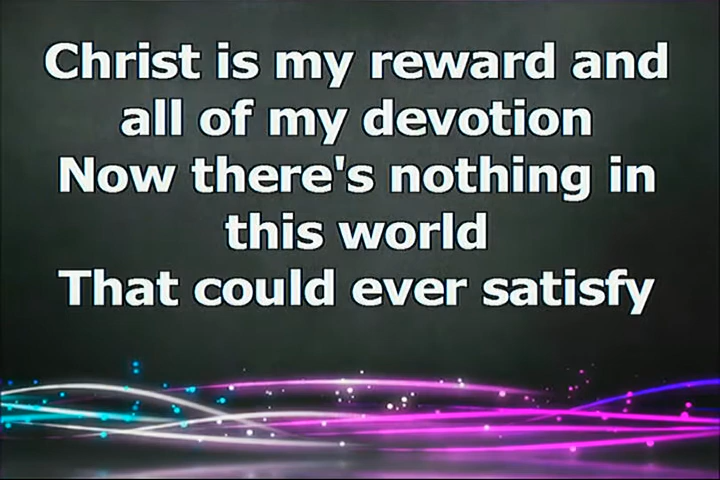 Christ is my reward and
all of my devotion
Now there's nothing in
this world
That could ever satisfy